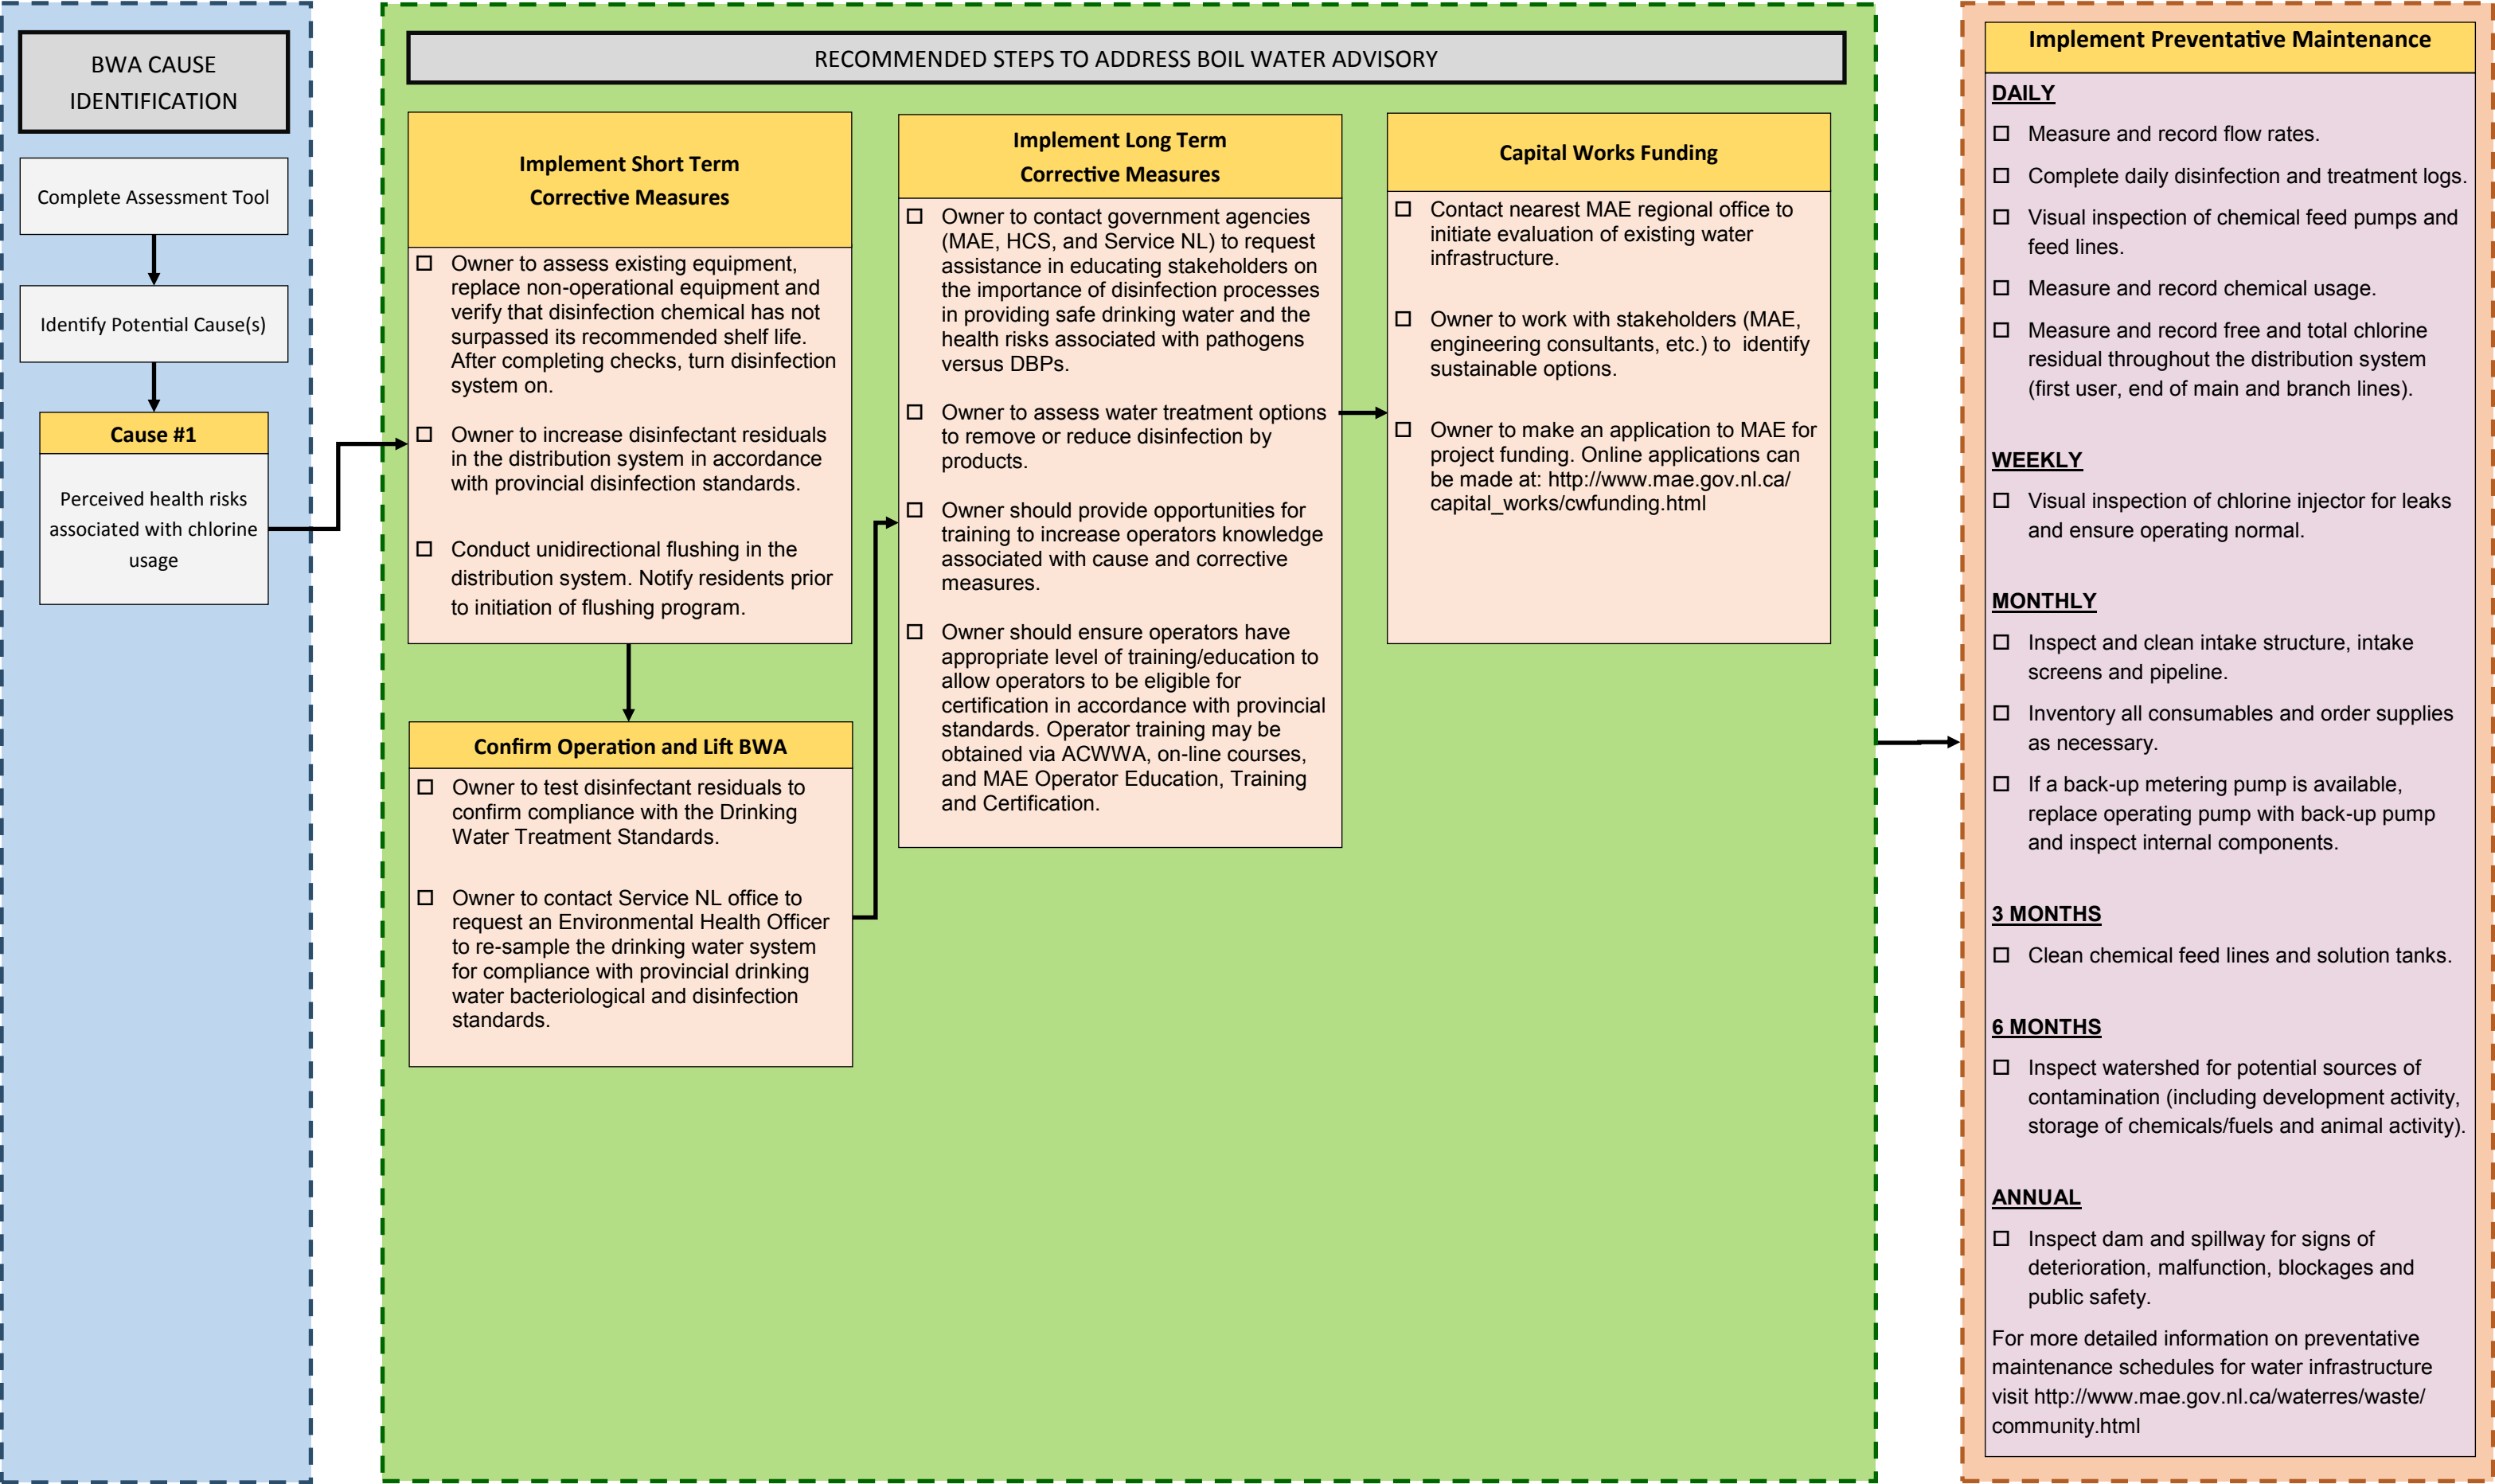 BWA CAUSE
IDENTIFICATION
Complete Assessment Tool
Identify Potential Cause(s)
Cause #1
Perceived health risks
associated with chlorine
usage
RECOMMENDED STEPS TO ADDRESS BOIL WATER ADVISORY
Implement Short Term
Corrective Measures
☐ Owner to assess existing equipment,
replace non-operational equipment and
verify that disinfection chemical has not
surpassed its recommended shelf life.
After completing checks, turn disinfection
system on.
☐ Owner to increase disinfectant residuals
in the distribution system in accordance
with provincial disinfection standards.
☐ Conduct unidirectional flushing in the
distribution system. Notify residents prior
to initiation of flushing program.
Confirm Operation and Lift BWA
☐ Owner to test disinfectant residuals to
confirm compliance with the Drinking
Water Treatment Standards.
☐ Owner to contact Service NL office to
request an Environmental Health Officer
to re-sample the drinking water system
for compliance with provincial drinking
water bacteriological and disinfection
standards.
Implement Long Term
Corrective Measures
☐ Owner to contact government agencies
(MAE, HCS, and Service NL) to request
assistance in educating stakeholders on
the importance of disinfection processes
in providing safe drinking water and the
health risks associated with pathogens
versus DBPs.
☐ Owner to assess water treatment options
to remove or reduce disinfection by
products.
☐ Owner should provide opportunities for
training to increase operators knowledge
associated with cause and corrective
measures.
☐ Owner should ensure operators have
appropriate level of training/education to
allow operators to be eligible for
certification in accordance with provincial
standards. Operator training may be
obtained via ACWWA, on-line courses,
and MAE Operator Education, Training
and Certification.
Capital Works Funding
☐ Contact nearest MAE regional office to
initiate evaluation of existing water
infrastructure.
☐ Owner to work with stakeholders (MAE,
engineering consultants, etc.) to identify
sustainable options.
☐ Owner to make an application to MAE for
project funding. Online applications can
be made at: http://www.mae.gov.nl.ca/
capital_works/cwfunding.html
Implement Preventative Maintenance
DAILY
☐ Measure and record flow rates.
☐ Complete daily disinfection and treatment logs.
☐ Visual inspection of chemical feed pumps and
feed lines.
☐ Measure and record chemical usage.
☐ Measure and record free and total chlorine
residual throughout the distribution system
(first user, end of main and branch lines).
WEEKLY
☐ Visual inspection of chlorine injector for leaks
and ensure operating normal.
MONTHLY
☐ Inspect and clean intake structure, intake
screens and pipeline.
☐ Inventory all consumables and order supplies
as necessary.
☐ If a back-up metering pump is available,
replace operating pump with back-up pump
and inspect internal components.
3 MONTHS
☐ Clean chemical feed lines and solution tanks.
6 MONTHS
☐ Inspect watershed for potential sources of
contamination (including development activity,
storage of chemicals/fuels and animal activity).
ANNUAL
☐ Inspect dam and spillway for signs of
deterioration, malfunction, blockages and
public safety.
For more detailed information on preventative
maintenance schedules for water infrastructure
visit http://www.mae.gov.nl.ca/waterres/waste/
community.html